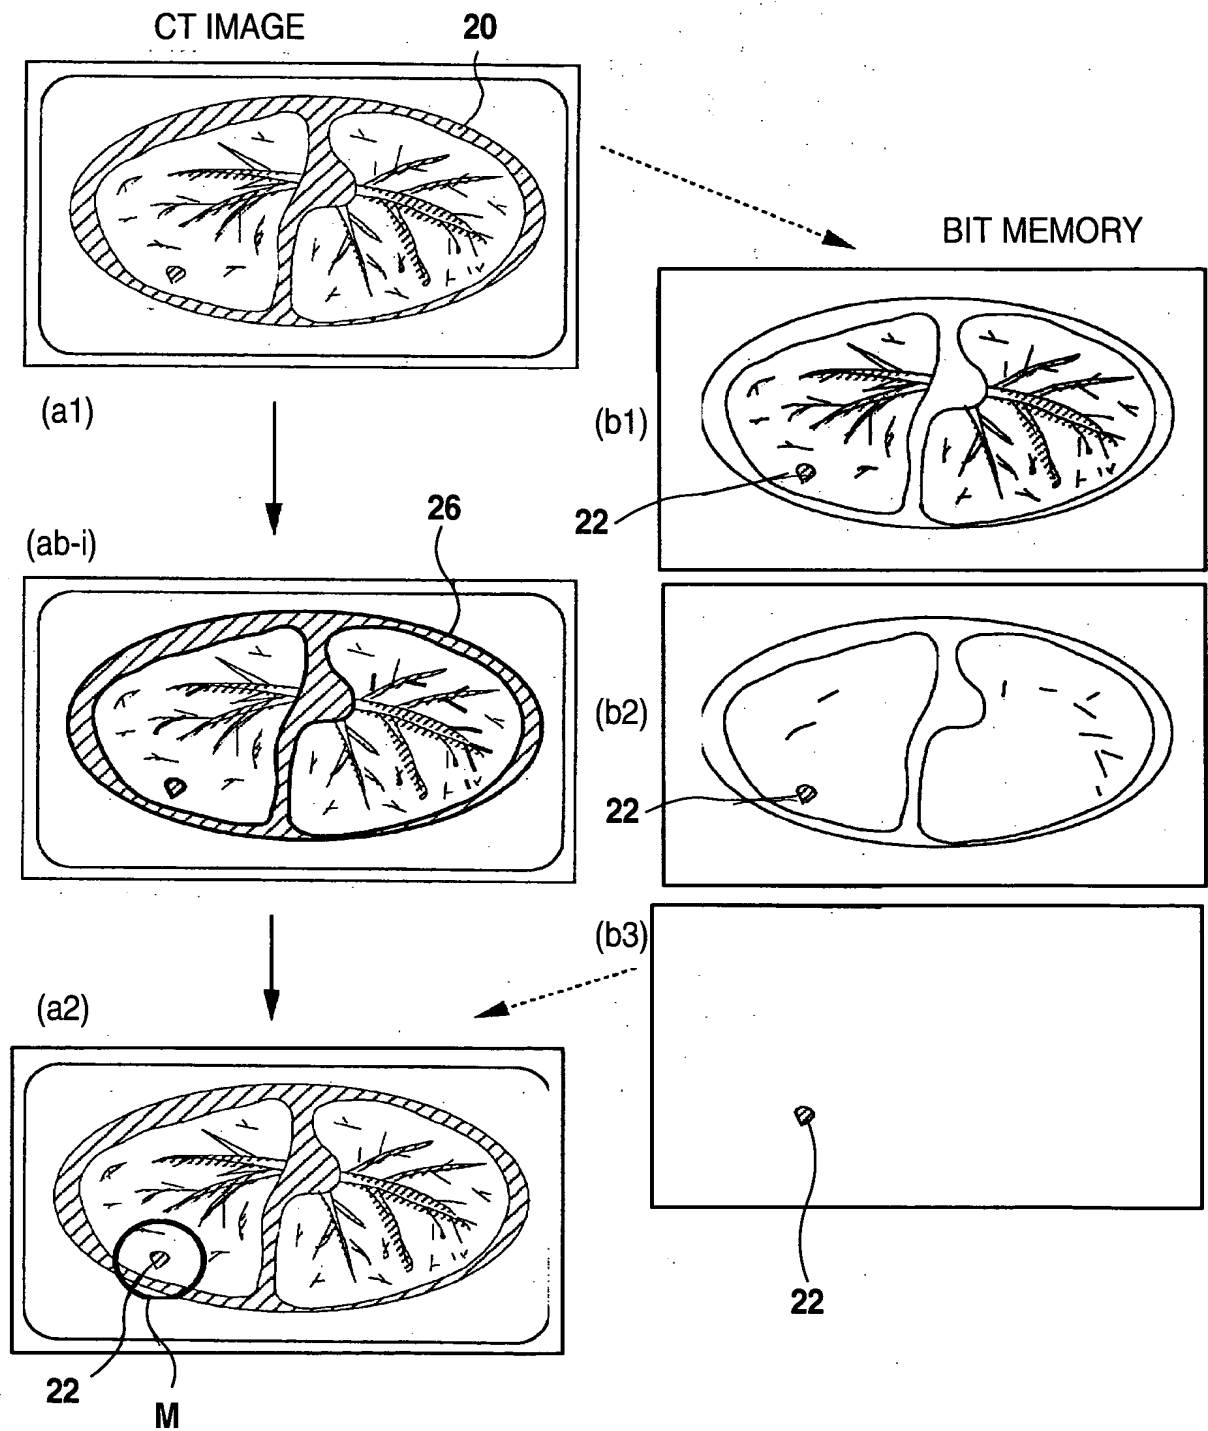 CT IMAGE
20
BIT MEMORY
(a1)
(b1)
22
(ab-i)
26
(b2)
22
(b3)
(a2)
22
22
M